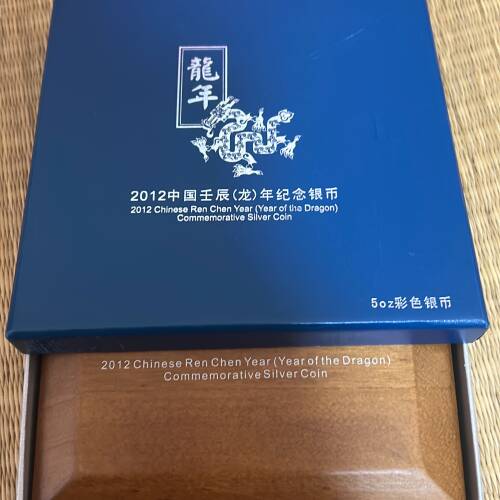 龍年
2012中国壬辰(龙)年纪念银币
2012 Chinese Ren Chen Year (Year of the Dragon)
Commemorative Silver Coin
5oz彩色银币
2012 Chinese Ren Chen Year (Year of the Dragon)
Commemorative Silver Coin